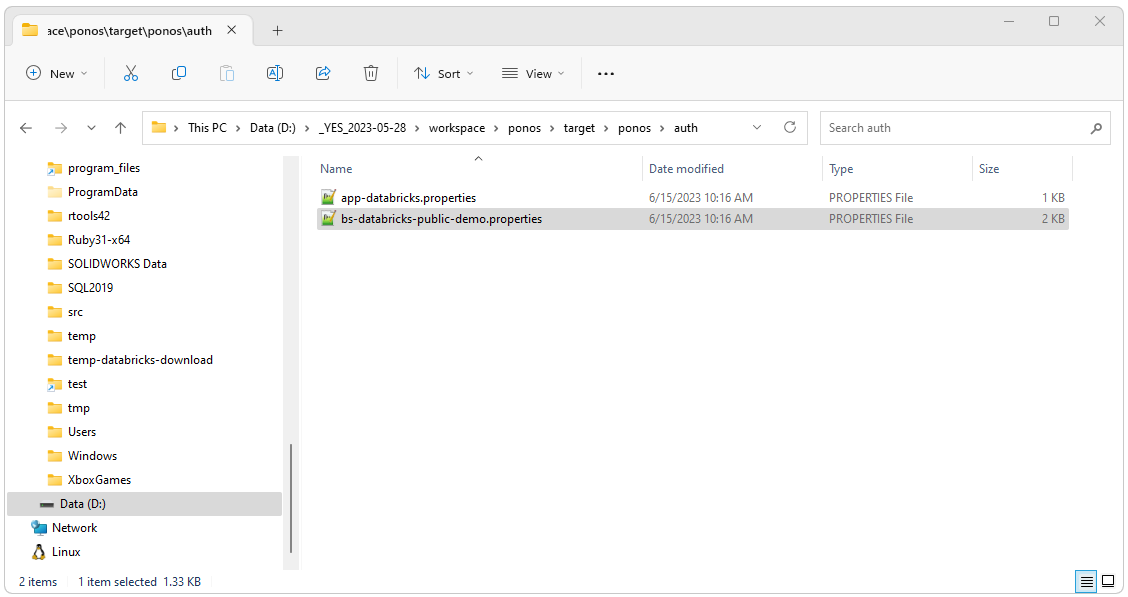 ace\ponos\target\ponos\auth
New
Sort
View
This PC > Data (D:) > _YES_2023-05-28 > workspace > ponos > target > ponos > auth
Search auth
program_files
ProgramData
rtools42
Ruby31-x64
SOLIDWORKS Data
SQL2019
src
temp
temp-databricks-download
test
tmp
Users
Windows
XboxGames
Data (D:)
Network
Linux
Name Date modified Type Size
app-databricks.properties 6/15/2023 10:16 AM PROPERTIES File 1 KB
bs-databricks-public-demo.properties 6/15/2023 10:16 AM PROPERTIES File 2 KB
2 items 1 item selected 1.33 KB